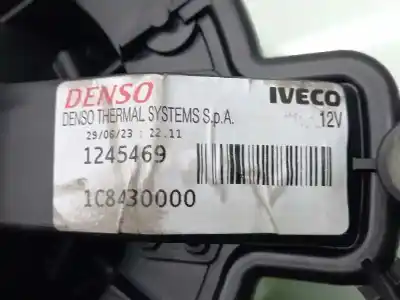 DENSO IVECO
DENSO THERMAL SYSTEMS S.p.A. 12V
29/06/23 : 22.11
1245469
1C8430000